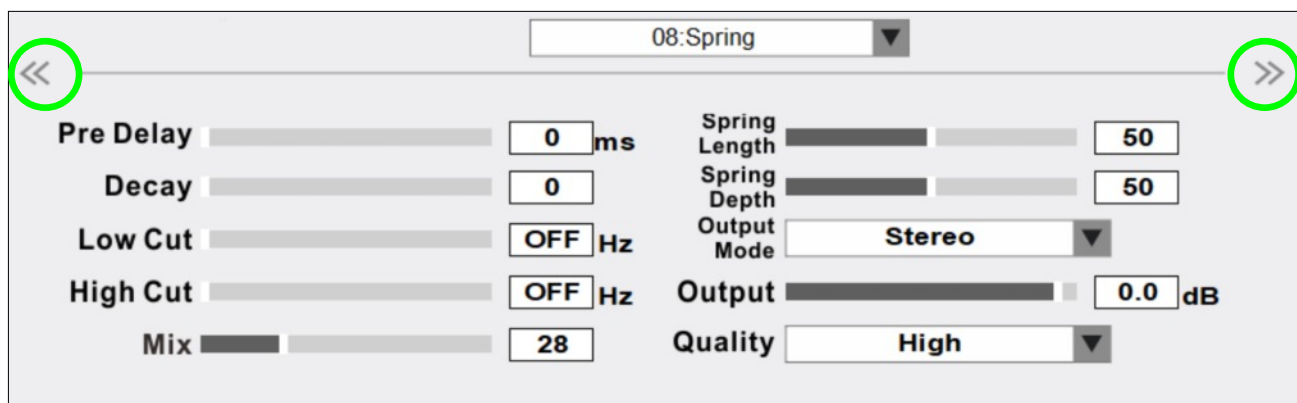 08:Spring
Pre Delay 0 ms
Decay 0
Low Cut OFF Hz
High Cut OFF Hz
Mix 28
Spring
Length 50
Spring
Depth 50
Output
Mode Stereo
Output 0.0 dB
Quality High